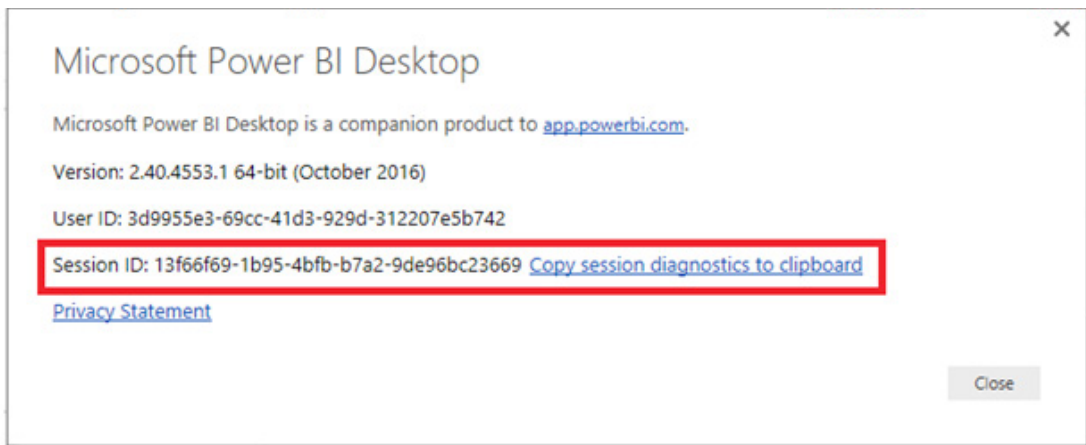 Microsoft Power BI Desktop
Microsoft Power BI Desktop is a companion product to app.powerbi.com.
Version: 2.40.4553.1 64-bit (October 2016)
User ID: 3d9955e3-69cc-41d3-929d-312207e5b742
Session ID: 13f66f69-1b95-4bfb-b7a2-9de96bc23669 Copy session diagnostics to clipboard
Privacy Statement
Close